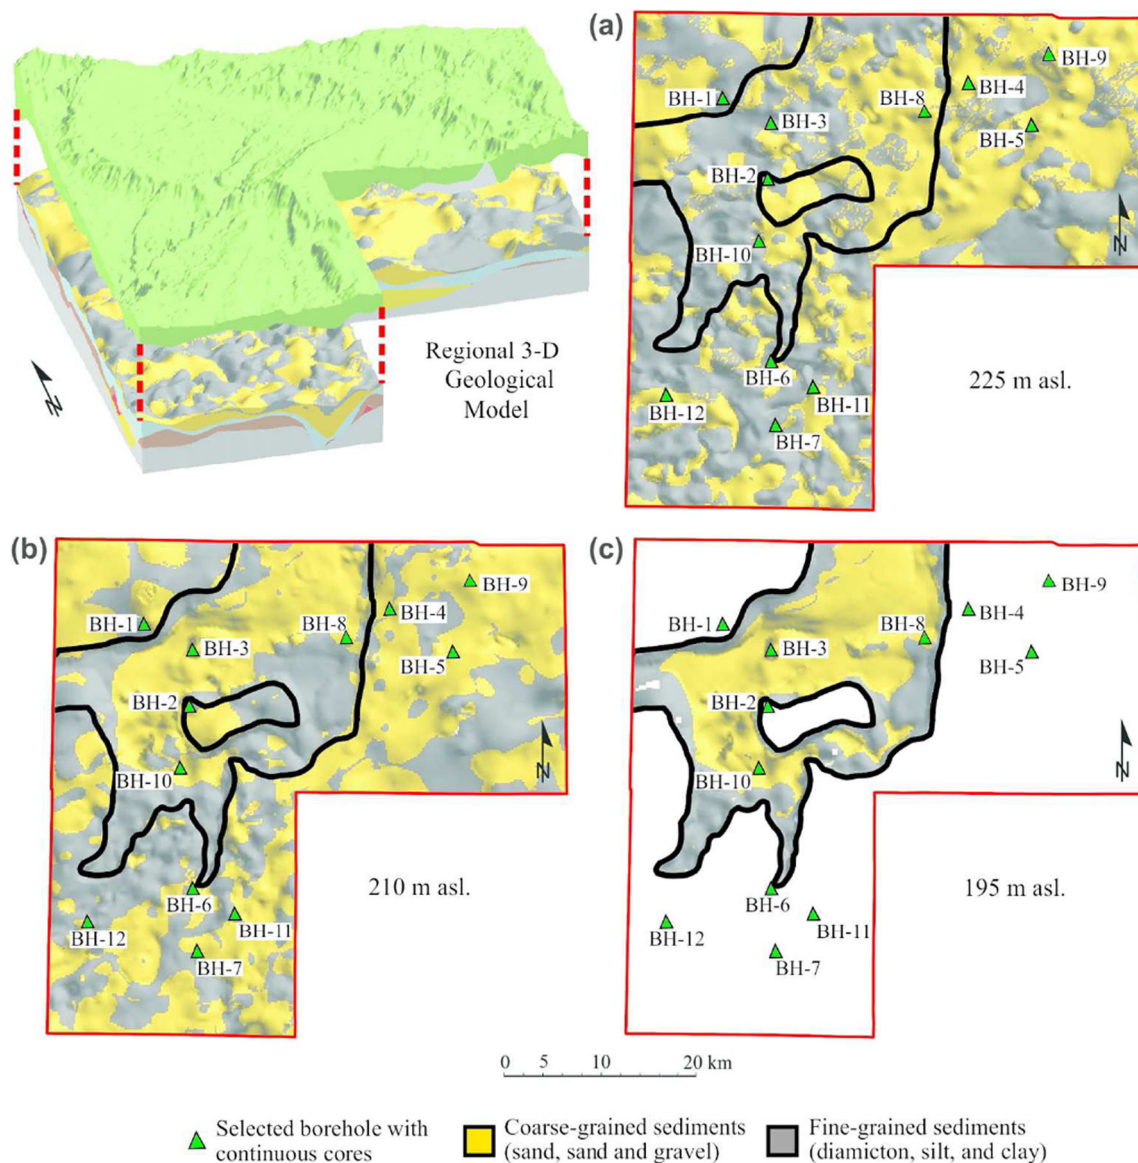 (a)
BH-9
BH-4
BH-1
BH-8
BH-3
BH-5
BH-2
N
BH-10
Regional 3-D
Geological
Model
N
BH-6
225 m asl.
BH-12
BH-11
BH-7
(b)
BH-9
BH-4
BH-1
BH-8
BH-3
BH-5
BH-2
N
BH-10
BH-6
210 m asl.
BH-12
BH-11
BH-7
(c)
BH-9
BH-4
BH-1
BH-8
BH-3
BH-5
BH-2
N
BH-10
BH-6
195 m asl.
BH-12
BH-11
BH-7
0 5 10 20 km
Selected borehole with
continuous cores
Coarse-grained sediments
(sand, sand and gravel)
Fine-grained sediments
(diamicton, silt, and clay)